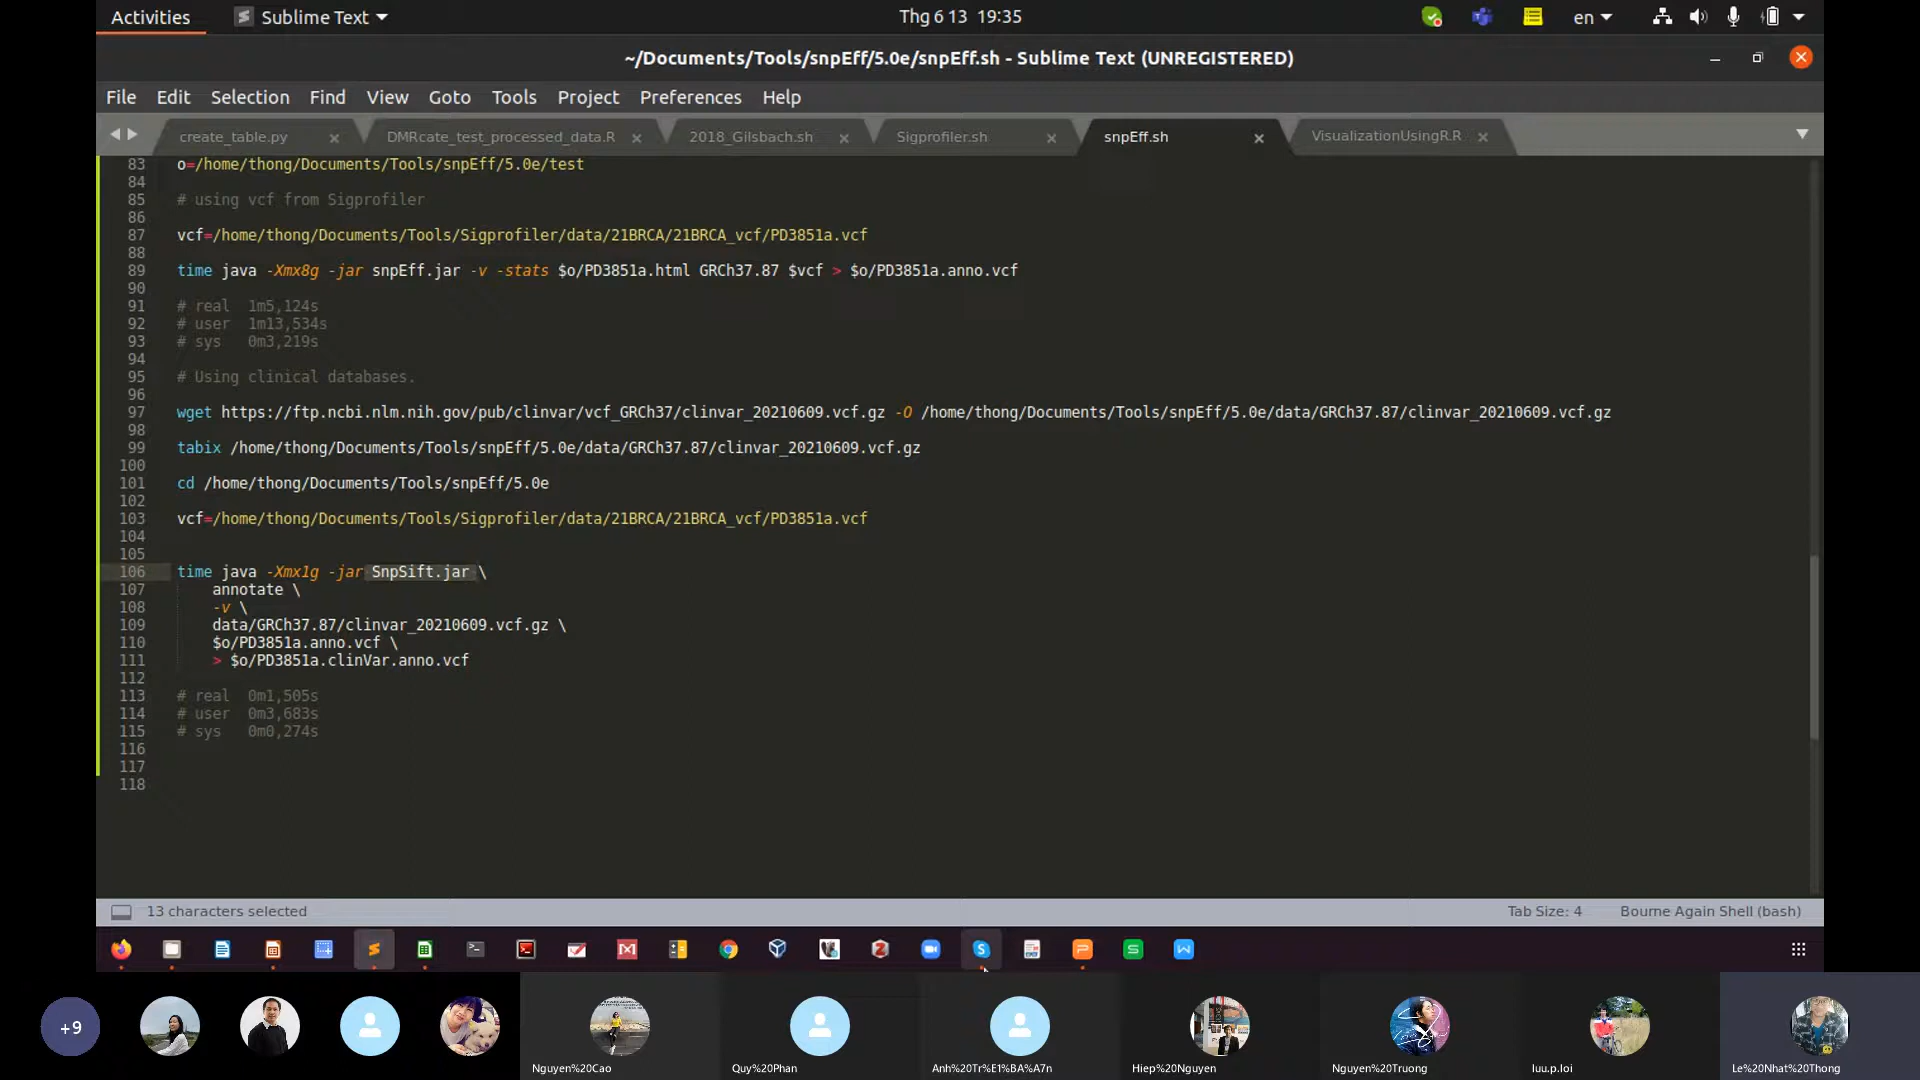 Activities
Sublime Text
Thg 6 13 19:35
en
~/Documents/Tools/snpEff/5.0e/snpEff.sh - Sublime Text (UNREGISTERED)
File Edit Selection Find View Goto Tools Project Preferences Help
create_table.py
DMRcate_test_processed_data.R
2018_Gilsbach.sh
Sigprofiler.sh
snpEff.sh
VisualizationUsingR.R
83 o=/home/thong/Documents/Tools/snpEff/5.0e/test
84
85 # using vcf from Sigprofiler
86
87 vcf=/home/thong/Documents/Tools/Sigprofiler/data/21BRCA/21BRCA_vcf/PD3851a.vcf
88
89 time java -Xmx8g -jar snpEff.jar -v -stats $o/PD3851a.html GRCh37.87 $vcf > $o/PD3851a.anno.vcf
90
91 # real 1m5,124s
92 # user 1m13,534s
93 # sys 0m3,219s
94
95 # Using clinical databases.
96
97 wget https://ftp.ncbi.nlm.nih.gov/pub/clinvar/vcf_GRCh37/clinvar_20210609.vcf.gz -O /home/thong/Documents/Tools/snpEff/5.0e/data/GRCh37.87/clinvar_20210609.vcf.gz
98
99 tabix /home/thong/Documents/Tools/snpEff/5.0e/data/GRCh37.87/clinvar_20210609.vcf.gz
100
101 cd /home/thong/Documents/Tools/snpEff/5.0e
102
103 vcf=/home/thong/Documents/Tools/Sigprofiler/data/21BRCA/21BRCA_vcf/PD3851a.vcf
104
105
106 time java -Xmx1g -jar SnpSift.jar \
107 annotate \
108 -v \
109 data/GRCh37.87/clinvar_20210609.vcf.gz \
110 $o/PD3851a.anno.vcf \
111 > $o/PD3851a.clinVar.anno.vcf
112
113 # real 0m1,505s
114 # user 0m3,683s
115 # sys 0m0,274s
116
117
118
13 characters selected
Tab Size: 4
Bourne Again Shell (bash)
+9
Nguyen%20Cao
Quy%20Phan
Anh%20Tr%E1%BA%A7n
Hiep%20Nguyen
Nguyen%20Truong
luu.p.loi
Le%20Nhat%20Thong